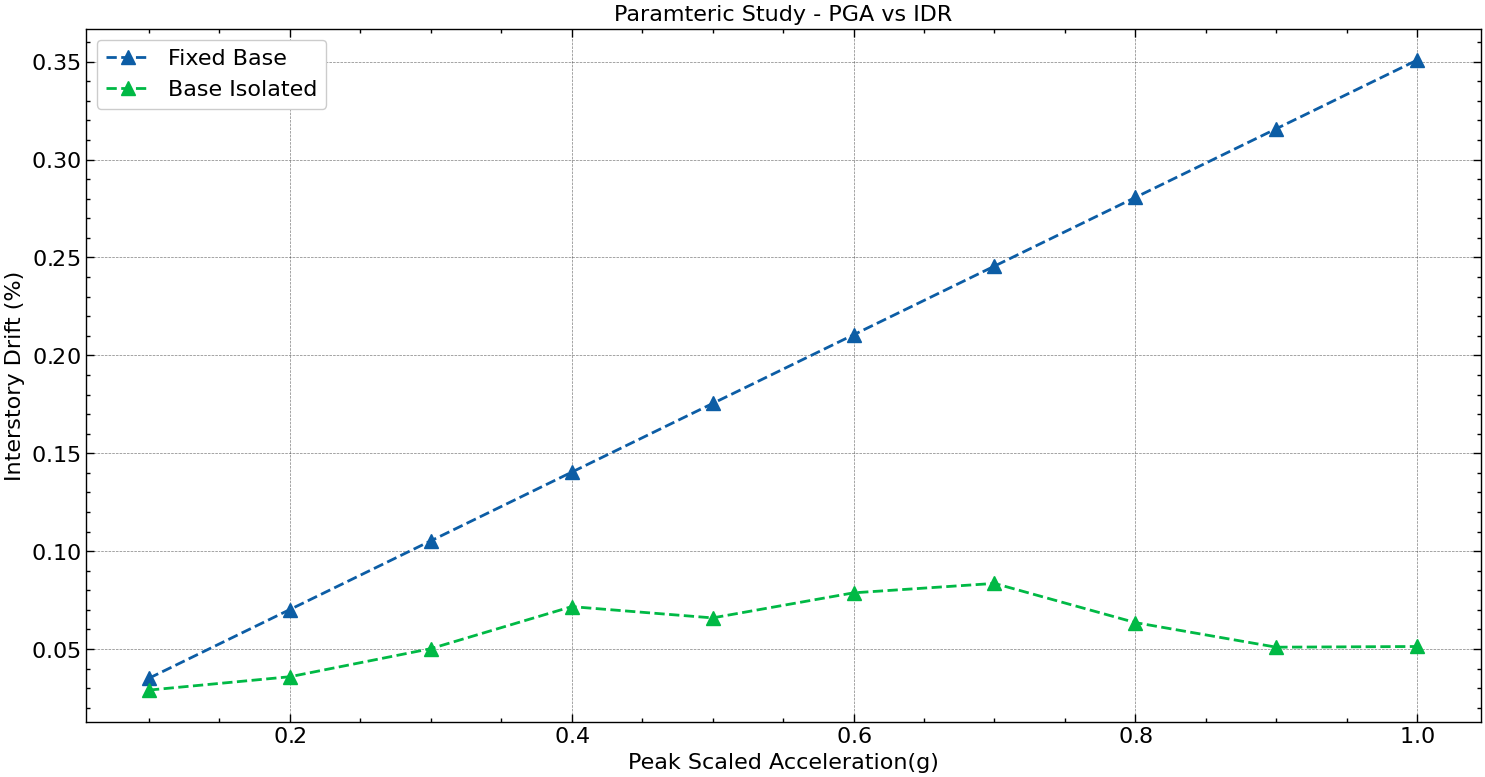 Paramteric Study - PGA vs IDR
Fixed Base
Base Isolated
Interstory Drift (%)
0.35
0.30
0.25
0.20
0.15
0.10
0.05
0.2 0.4 0.6 0.8 1.0
Peak Scaled Acceleration(g)